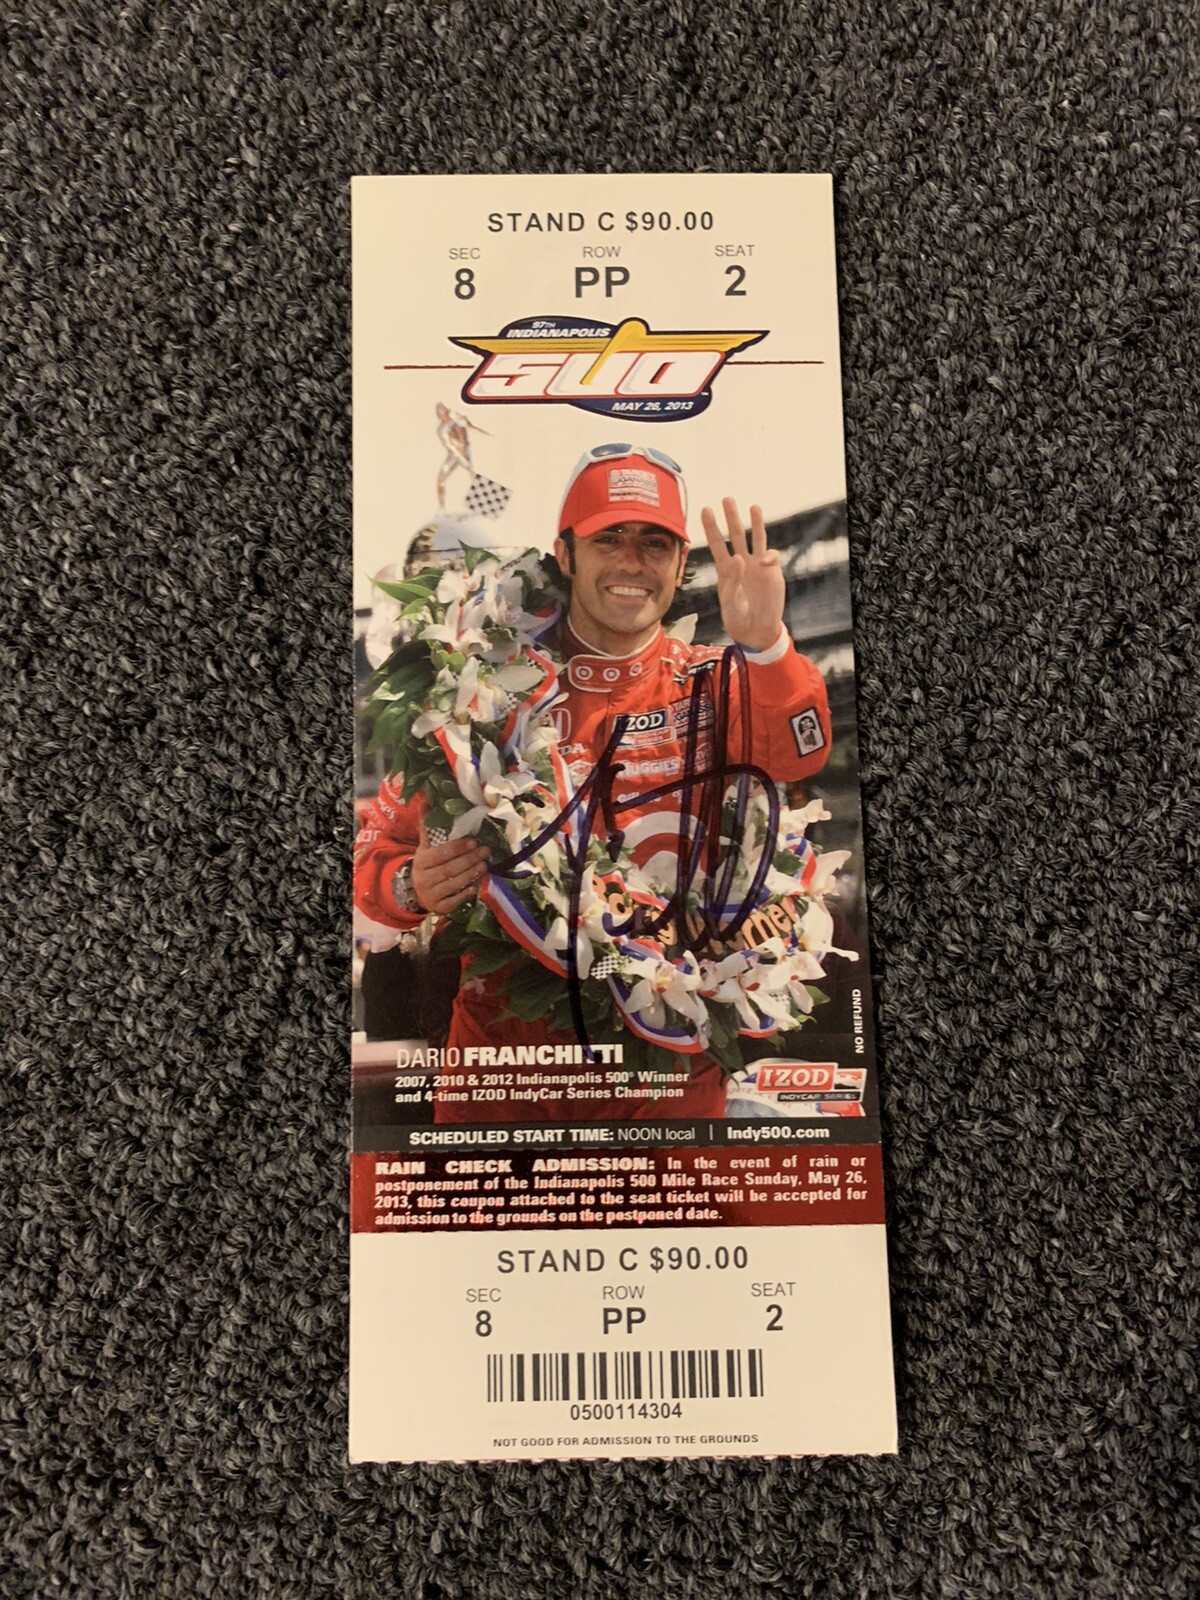 STAND C $90.00
SEC ROW SEAT
8 PP 2
97TH
INDIANAPOLIS
500
MAY 26, 2013
TARGET
IZOD
HONDA
HUGGIES
NO REFUND
DARIO FRANCHITTI
2007, 2010 & 2012 Indianapolis 500® Winner
and 4-time IZOD IndyCar Series Champion
IZOD
INDYCAR SERIES
SCHEDULED START TIME: NOON local | Indy500.com
RAIN CHECK ADMISSION: In the event of rain or
postponement of the Indianapolis 500 Mile Race Sunday, May 26,
2013, this coupon attached to the seat ticket will be accepted for
admission to the grounds on the postponed date.
STAND C $90.00
SEC ROW SEAT
8 PP 2
0500114304
NOT GOOD FOR ADMISSION TO THE GROUNDS